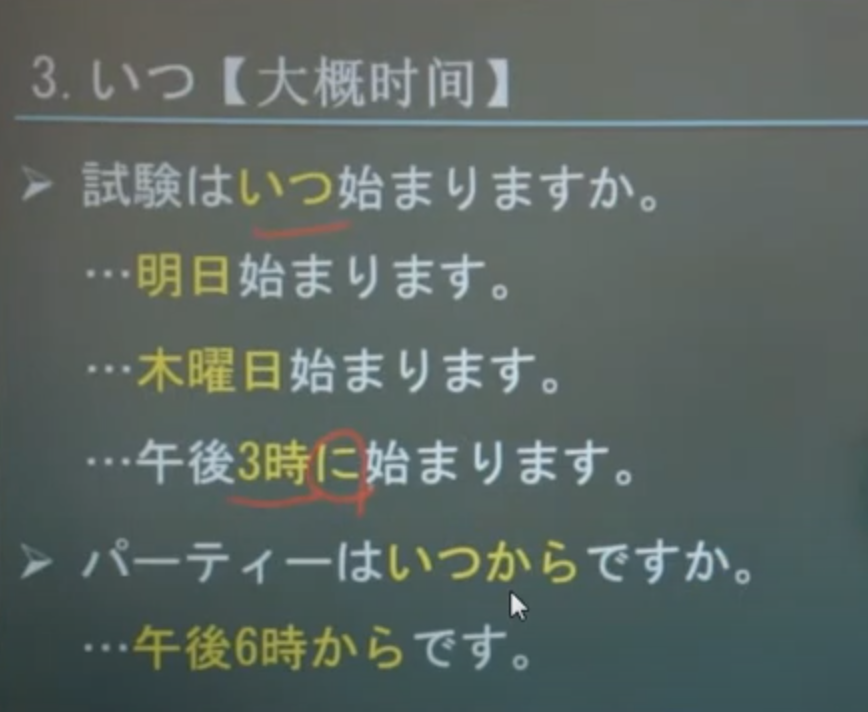 3. いつ【大概时间】
➢ 試験はいつ始まりますか。
…明日始まります。
…木曜日始まります。
…午後3時に始まります。
➢ パーティーはいつからですか。
…午後6時からです。